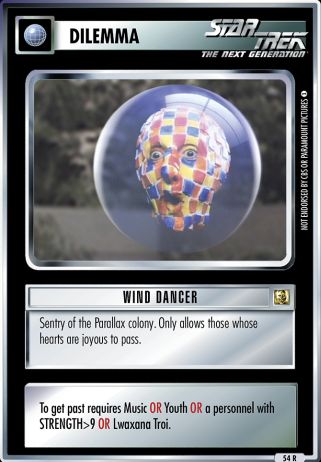 DILEMMA
STAR TREK
THE NEXT GENERATION
NOT ENDORSED BY CBS OR PARAMOUNT PICTURES
WIND DANCER
Sentry of the Parallax colony. Only allows those whose
hearts are joyous to pass.
To get past requires Music OR Youth OR a personnel with
STRENGTH>9 OR Lwaxana Troi.
54 R